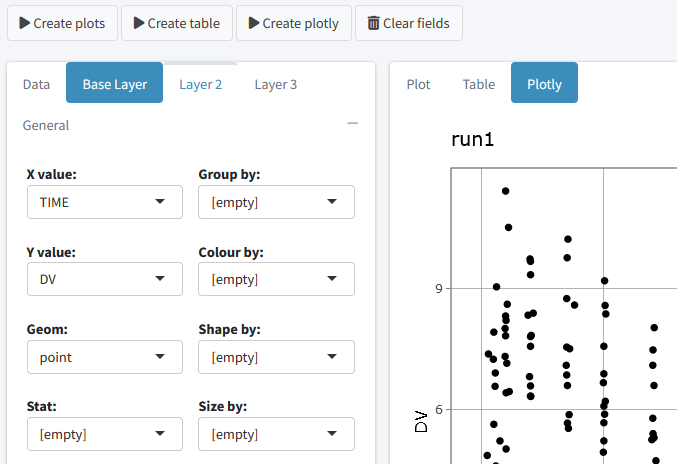 Create plots Create table Create plotly Clear fields
Data Base Layer Layer 2 Layer 3
General
X value: Group by:
TIME [empty]
Y value: Colour by:
DV [empty]
Geom: Shape by:
point [empty]
Stat: Size by:
[empty] [empty]
Plot Table Plotly
run1
9
6
DV